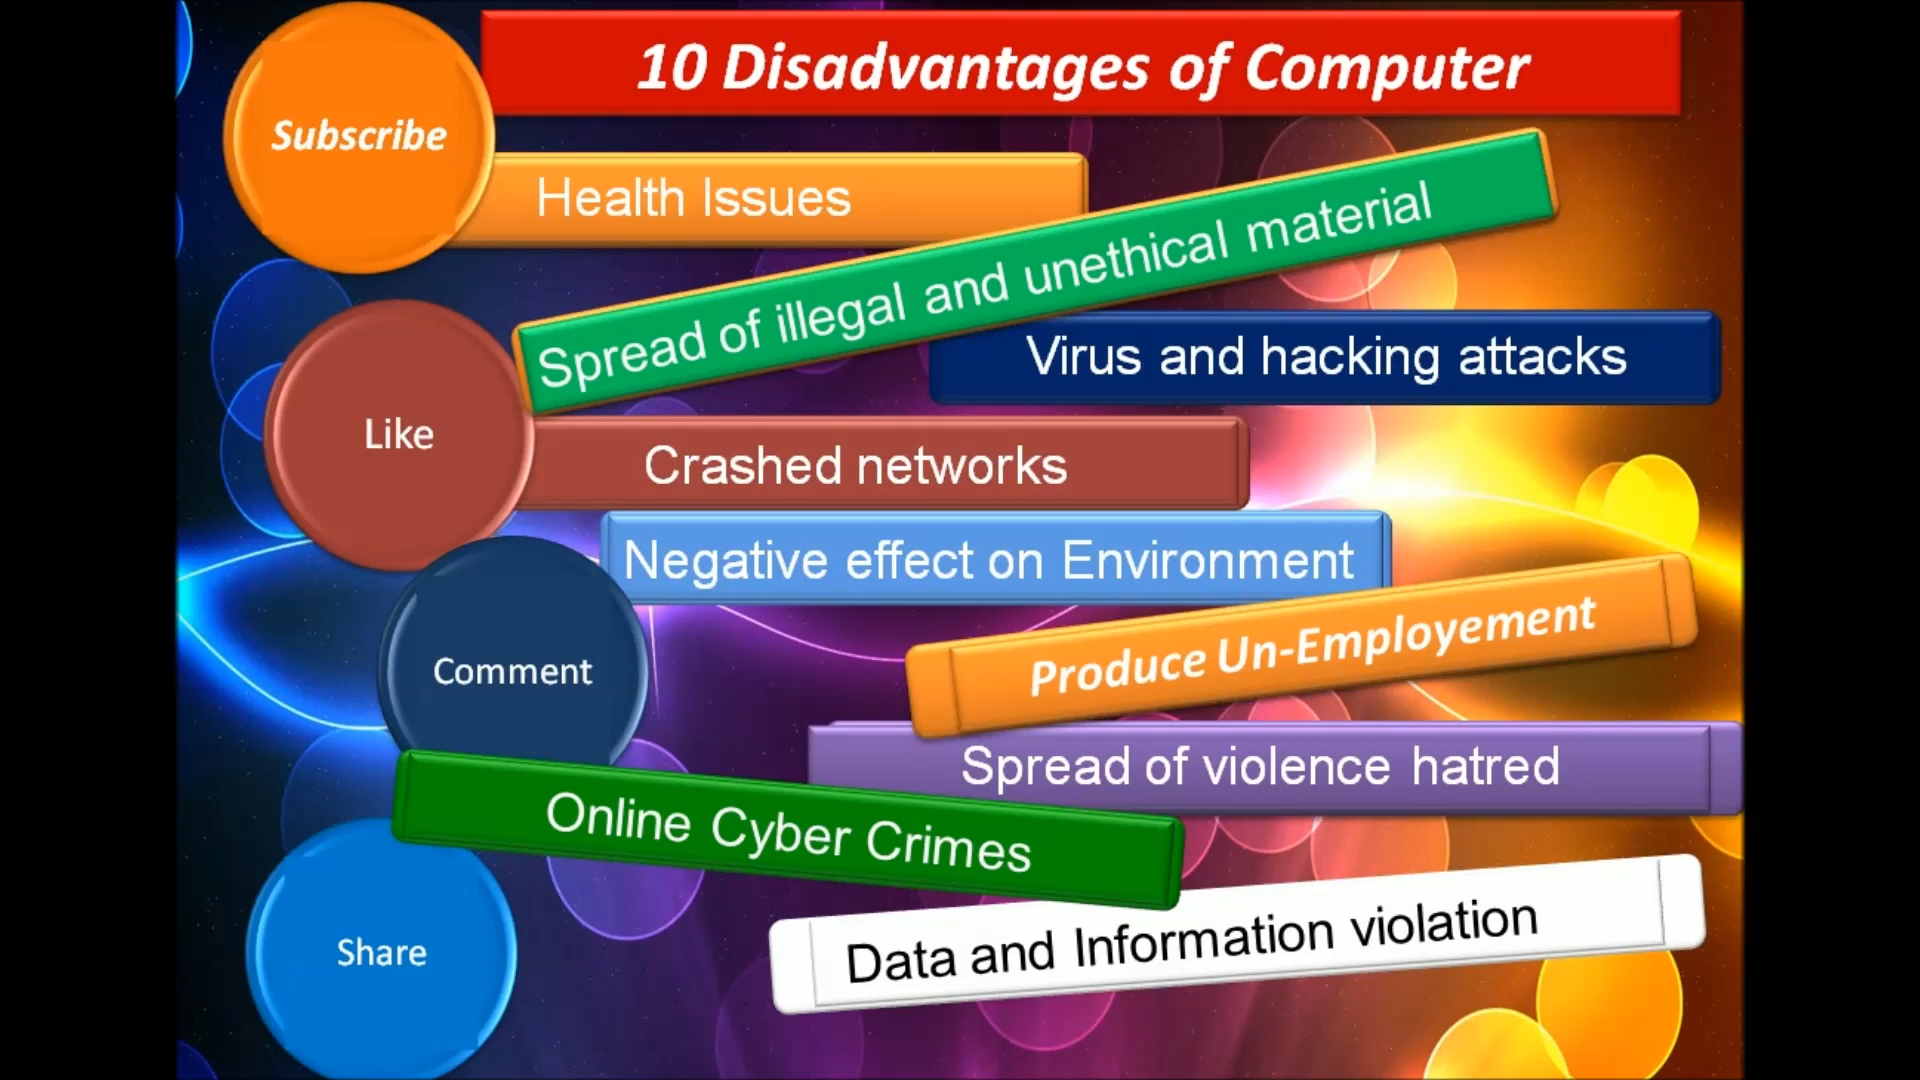 10 Disadvantages of Computer
Subscribe
Health Issues
Spread of illegal and unethical material
Virus and hacking attacks
Like
Crashed networks
Negative effect on Environment
Produce Un-Employement
Comment
Spread of violence hatred
Online Cyber Crimes
Data and Information violation
Share